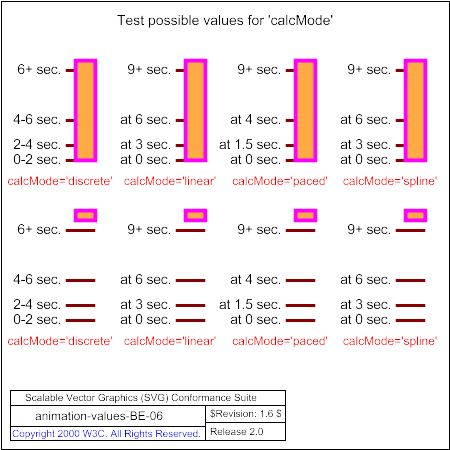 Test possible values for 'calcMode'
6+ sec. 9+ sec. 9+ sec. 9+ sec.
4-6 sec. at 6 sec. at 4 sec. at 6 sec.
2-4 sec. at 3 sec. at 1.5 sec. at 3 sec.
0-2 sec. at 0 sec. at 0 sec. at 0 sec.
calcMode='discrete' calcMode='linear' calcMode='paced' calcMode='spline'
6+ sec. 9+ sec. 9+ sec. 9+ sec.
4-6 sec. at 6 sec. at 4 sec. at 6 sec.
2-4 sec. at 3 sec. at 1.5 sec. at 3 sec.
0-2 sec. at 0 sec. at 0 sec. at 0 sec.
calcMode='discrete' calcMode='linear' calcMode='paced' calcMode='spline'
Scalable Vector Graphics (SVG) Conformance Suite
animation-values-BE-06
$Revision: 1.6 $
Copyright 2000 W3C. All Rights Reserved.
Release 2.0